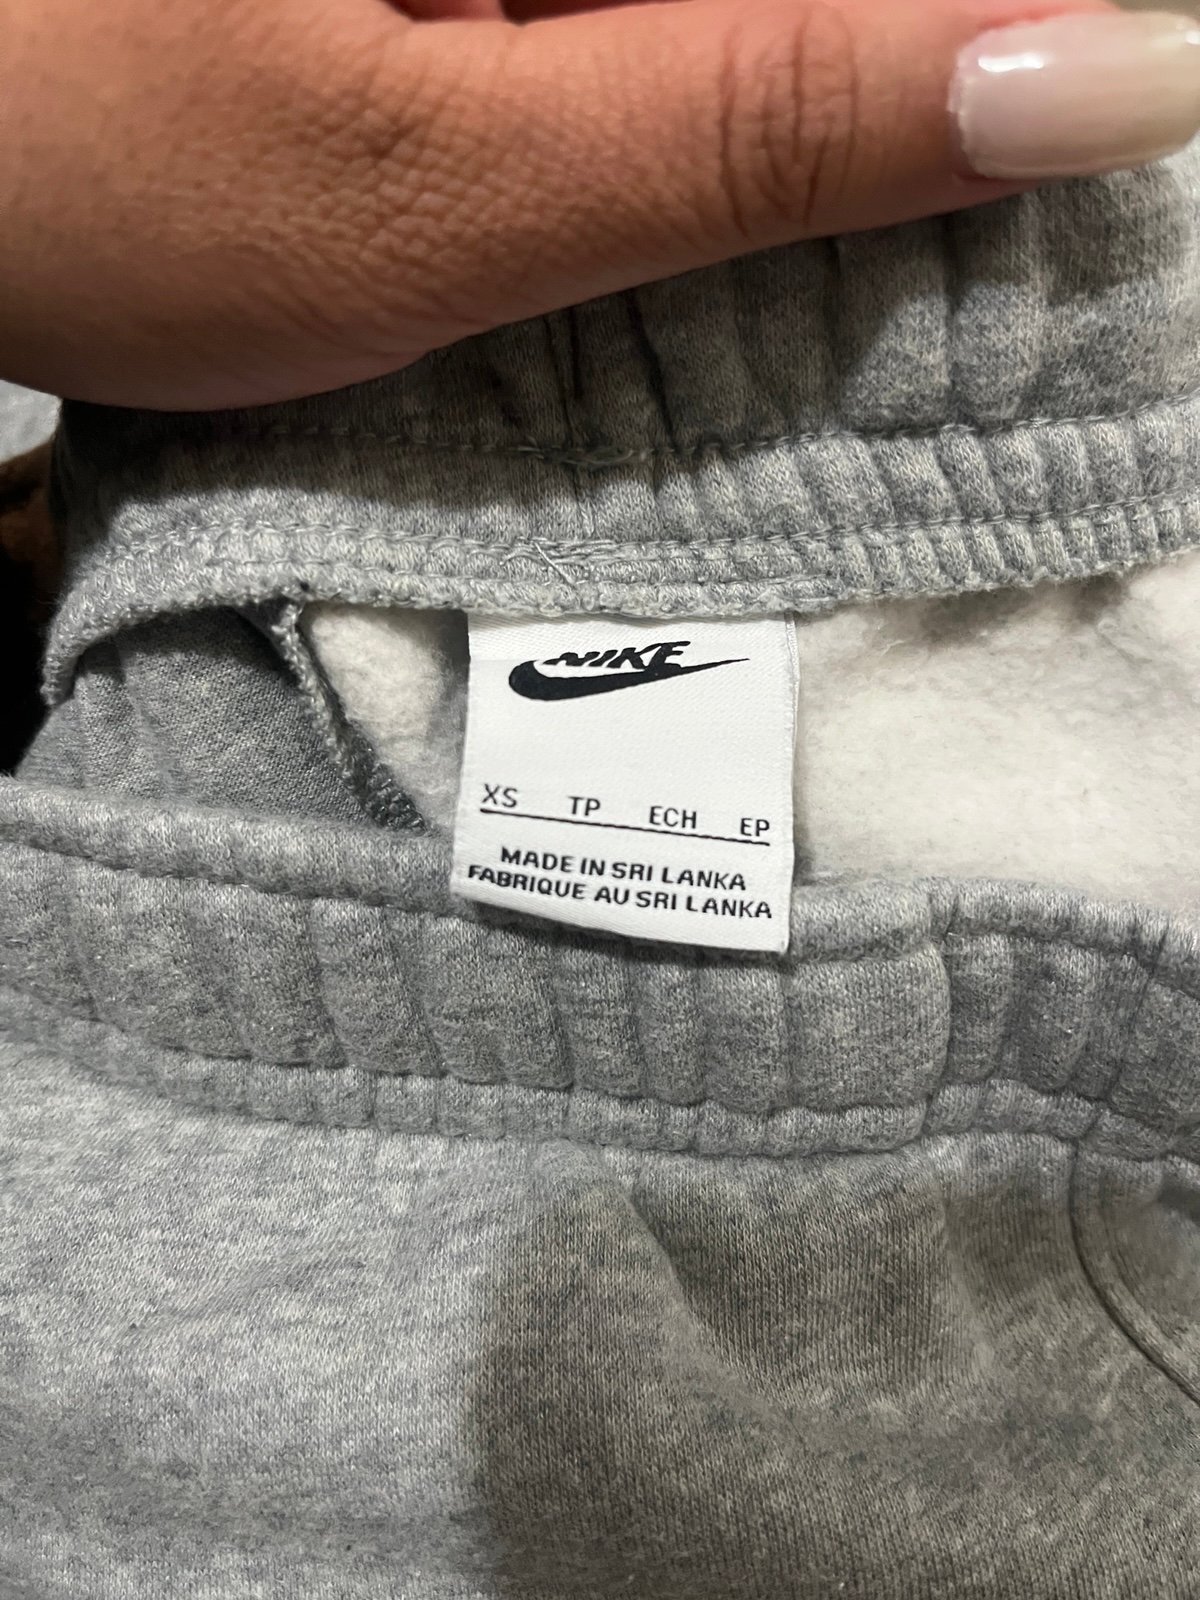 NIKE
XS TP ECH EP
MADE IN SRI LANKA
FABRIQUE AU SRI LANKA